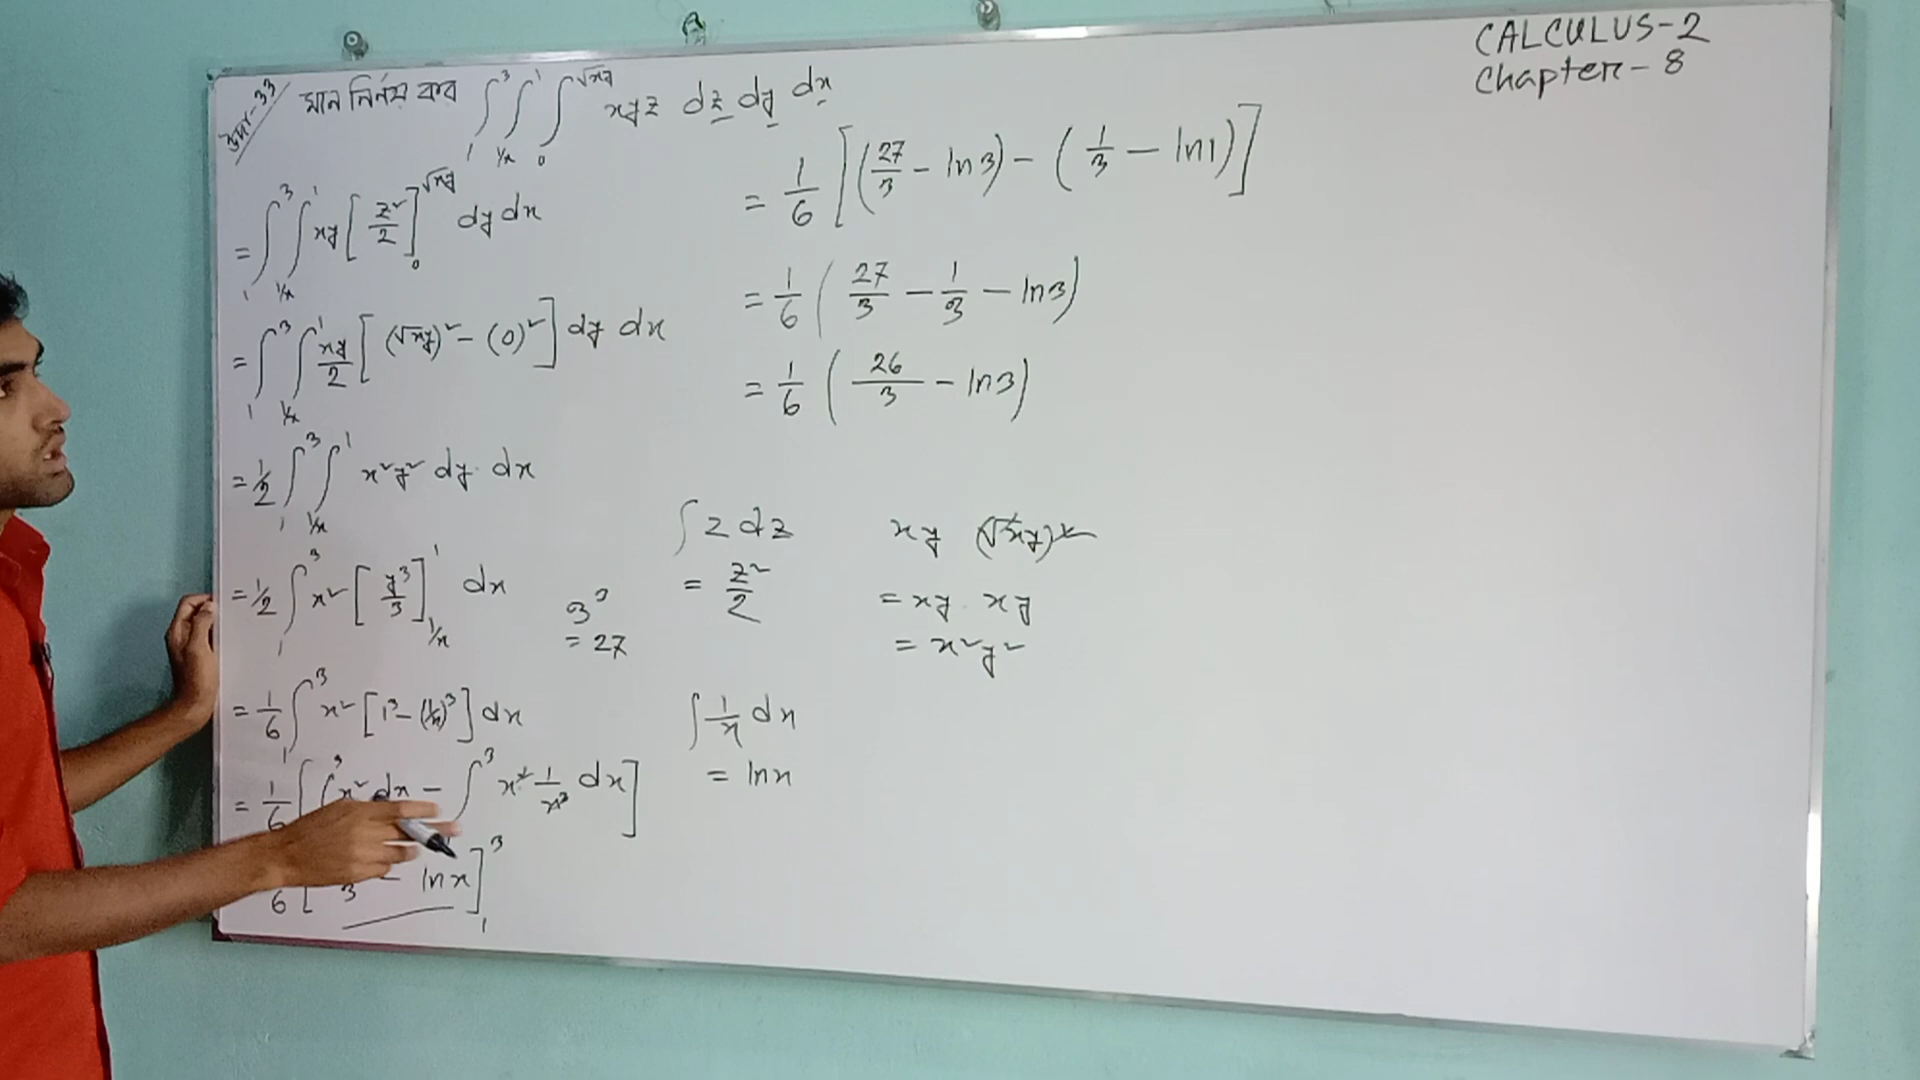 CALCULUS-2
Chapter - 8
উদা-33 মান নির্ণয় কর ∫₁³ ∫_{1/x}^1 ∫₀^{√xy} xyz dz dy dx
= ∫₁³ ∫_{1/x}^1 xy [z²/2]₀^{√xy} dy dx
= ∫₁³ ∫_{1/x}^1 xy/2 [(√xy)² - (0)²] dy dx
= 1/2 ∫₁³ ∫_{1/x}^1 x²y² dy dx
= 1/2 ∫₁³ x² [y³/3]_{1/x}^1 dx
= 1/6 ∫₁³ x² [1³ - (1/x)³] dx
= 1/6 [∫³ x² dx - ∫³ x² 1/x³ dx]
6 [ 3 - ln x]₁³
3³
= 27
∫ z dz
= z²/2
∫ 1/x dx
= ln x
xy (√xy)²
= xy xy
= x²y²
= 1/6 [(27/3 - ln3) - (1/3 - ln1)]
= 1/6 (27/3 - 1/3 - ln3)
= 1/6 (26/3 - ln3)